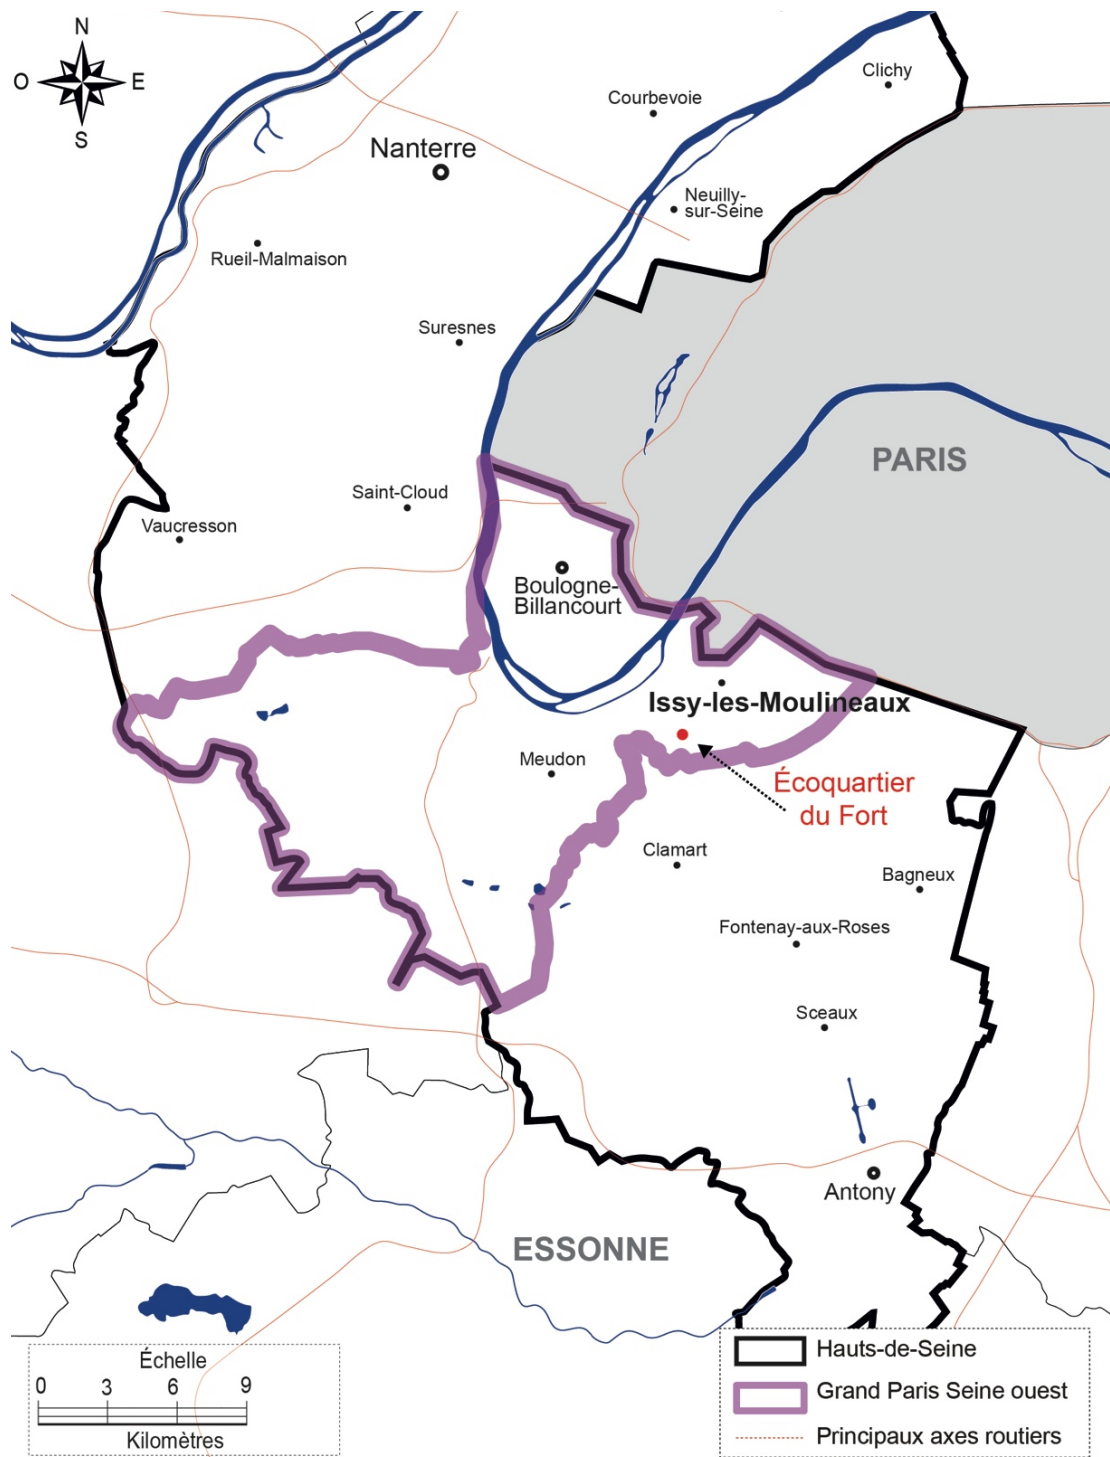 N
O
E
S
Clichy
Courbevoie
Nanterre
Neuilly-
sur-Seine
Rueil-Malmaison
Suresnes
PARIS
Saint-Cloud
Vaucresson
Boulogne-
Billancourt
Issy-les-Moulineaux
Meudon
Écoquartier
du Fort
Clamart
Bagneux
Fontenay-aux-Roses
Sceaux
Antony
ESSONNE
Échelle
0 3 6 9
Kilomètres
Hauts-de-Seine
Grand Paris Seine ouest
Principaux axes routiers